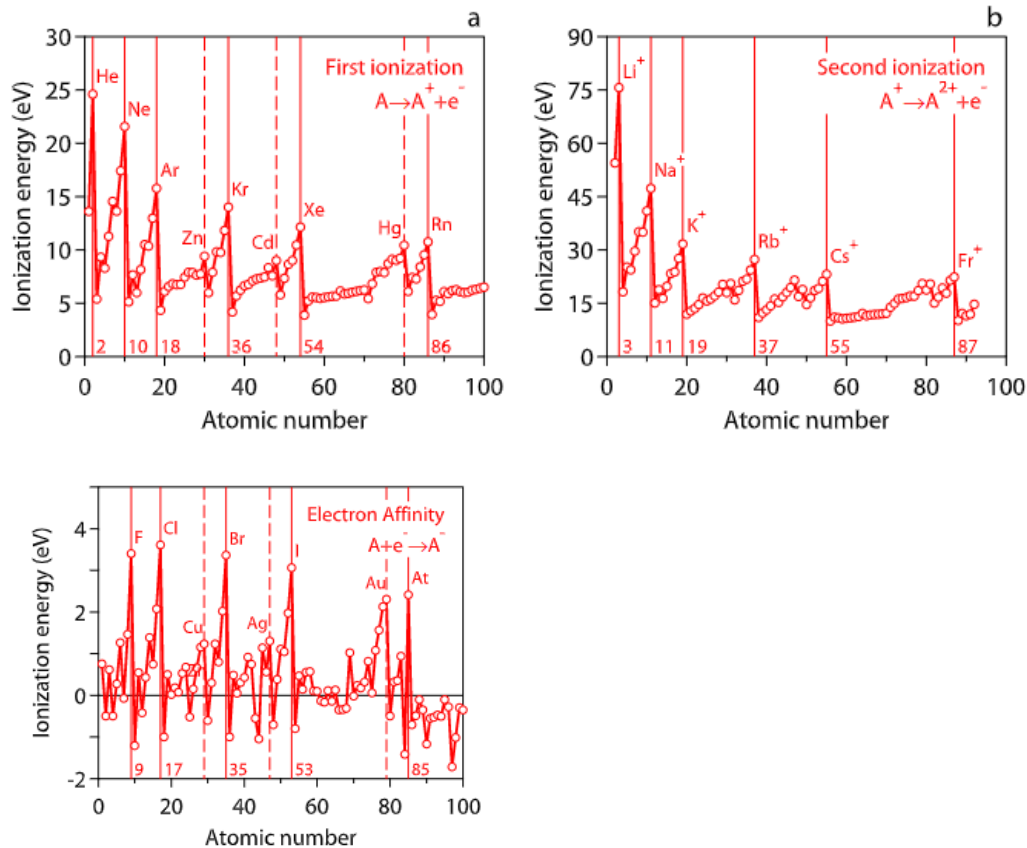 a
30
25
20
15
10
5
0
Ionization energy (eV)
First ionization
A→A⁺+e⁻
He
Ne
Ar
Zn
Kr
Cd
Xe
Hg
Rn
2 10 18 36 54 86
0 20 40 60 80 100
Atomic number
b
90
75
60
45
30
15
0
Ionization energy (eV)
Second ionization
A⁺→A²⁺+e⁻
Li⁺
Na⁺
K⁺
Rb⁺
Cs⁺
Fr⁺
3 11 19 37 55 87
0 20 40 60 80 100
Atomic number
4
2
0
-2
Ionization energy (eV)
Electron Affinity
A+e⁻→A⁻
F
Cl
Cu
Br
Ag
I
Au
At
9 17 35 53 85
0 20 40 60 80 100
Atomic number